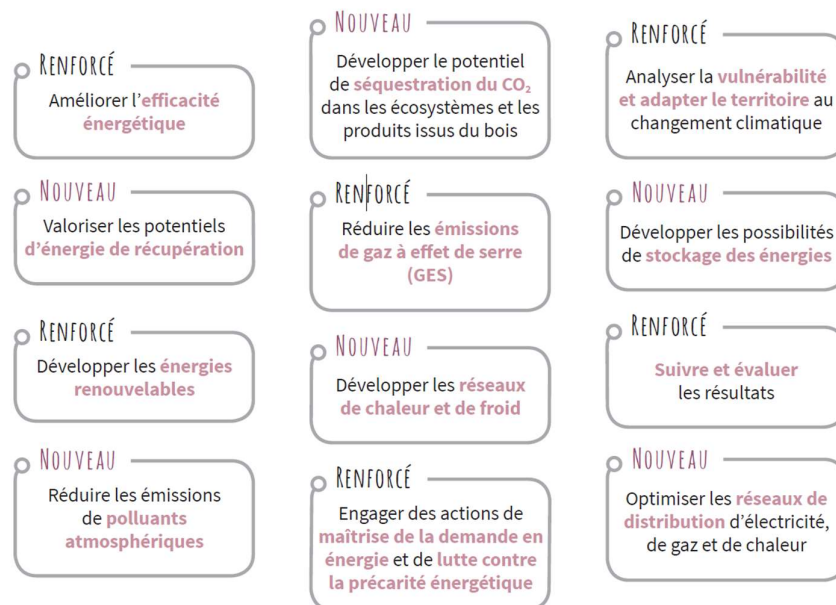 RENFORCÉ
Améliorer l'efficacité
énergétique
NOUVEAU
Valoriser les potentiels
d'énergie de récupération
RENFORCÉ
Développer les énergies
renouvelables
NOUVEAU
Réduire les émissions
de polluants
atmosphériques
NOUVEAU
Développer le potentiel
de séquestration du CO₂
dans les écosystèmes et les
produits issus du bois
RENFORCÉ
Réduire les émissions
de gaz à effet de serre
(GES)
NOUVEAU
Développer les réseaux
de chaleur et de froid
RENFORCÉ
Engager des actions de
maîtrise de la demande en
énergie et de lutte contre
la précarité énergétique
RENFORCÉ
Analyser la vulnérabilité
et adapter le territoire au
changement climatique
NOUVEAU
Développer les possibilités
de stockage des énergies
RENFORCÉ
Suivre et évaluer
les résultats
NOUVEAU
Optimiser les réseaux de
distribution d'électricité,
de gaz et de chaleur